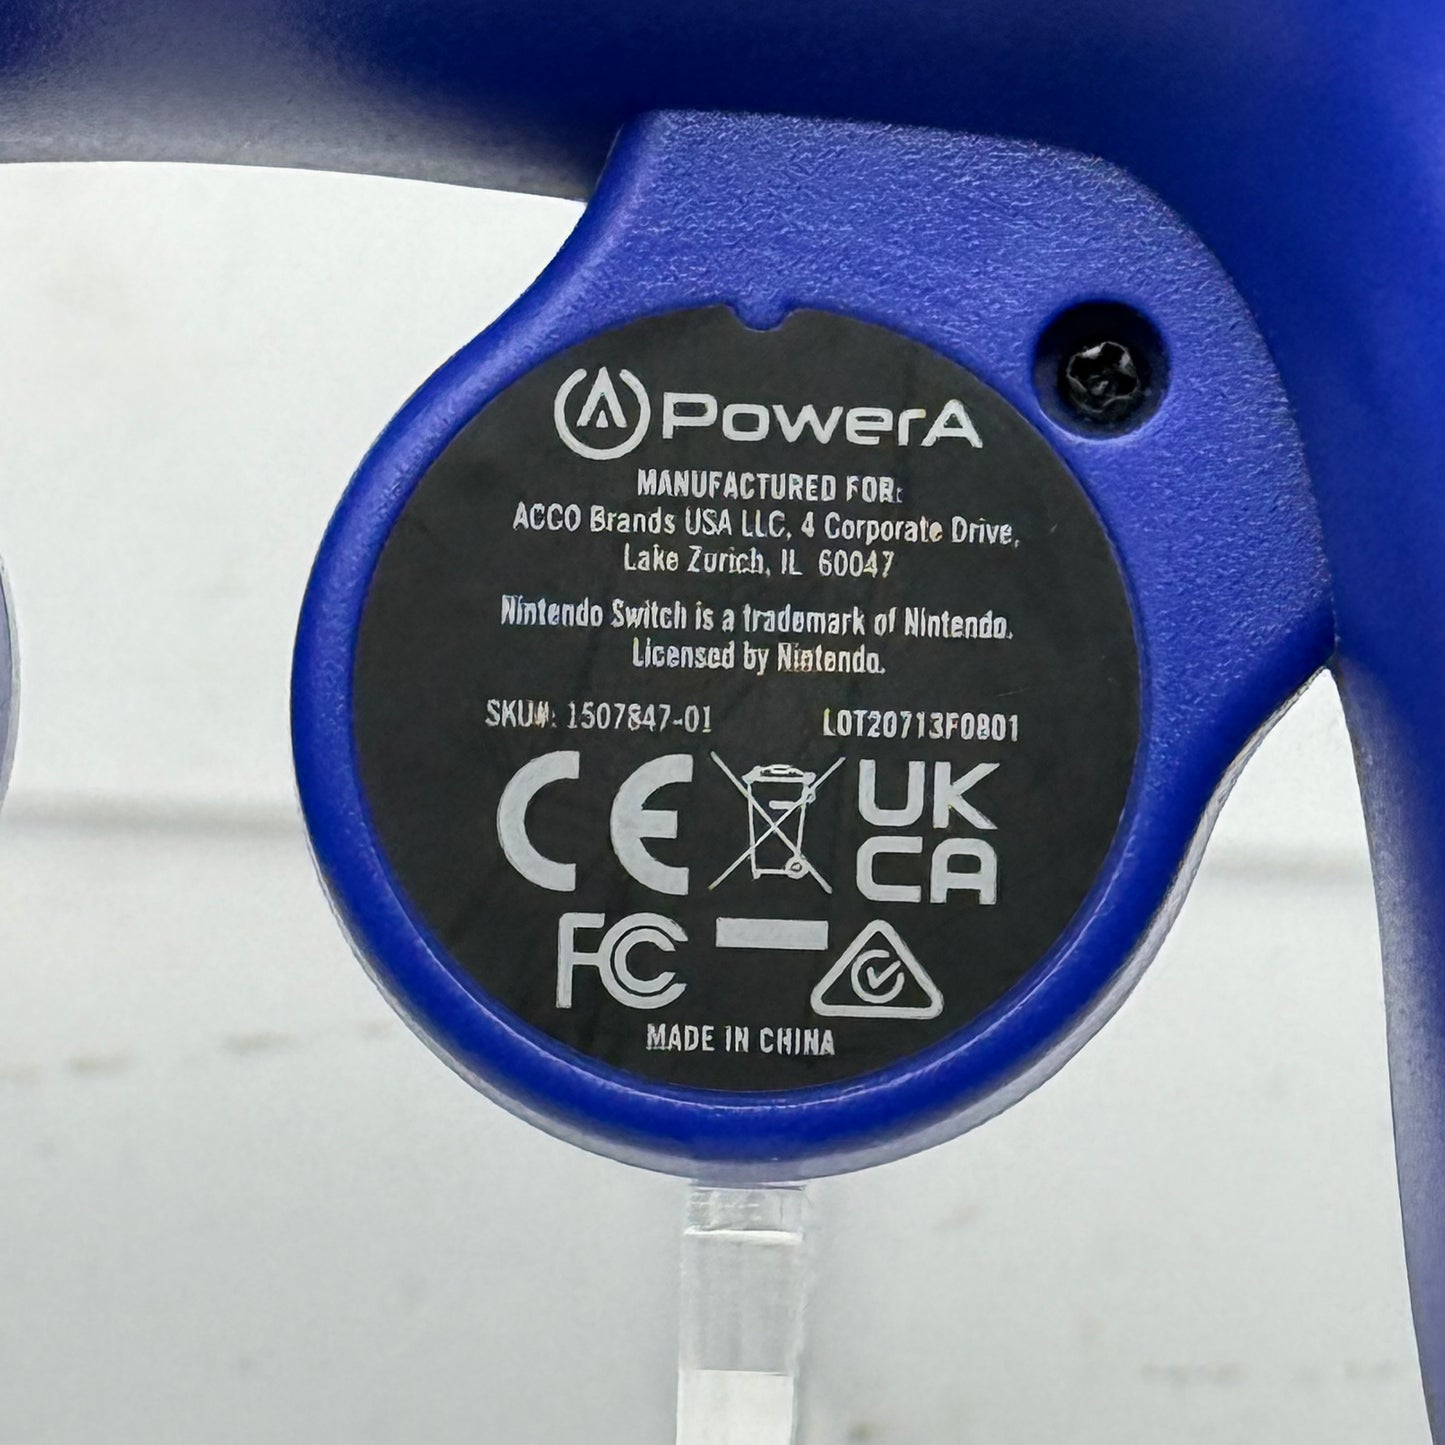 PowerA
MANUFACTURED FOR:
ACCO Brands USA LLC, 4 Corporate Drive,
Lake Zurich, IL 60047
Nintendo Switch is a trademark of Nintendo.
Licensed by Nintendo.
SKU#: 1507847-01 LOT20713F0801
CE UK
CA
FC
MADE IN CHINA